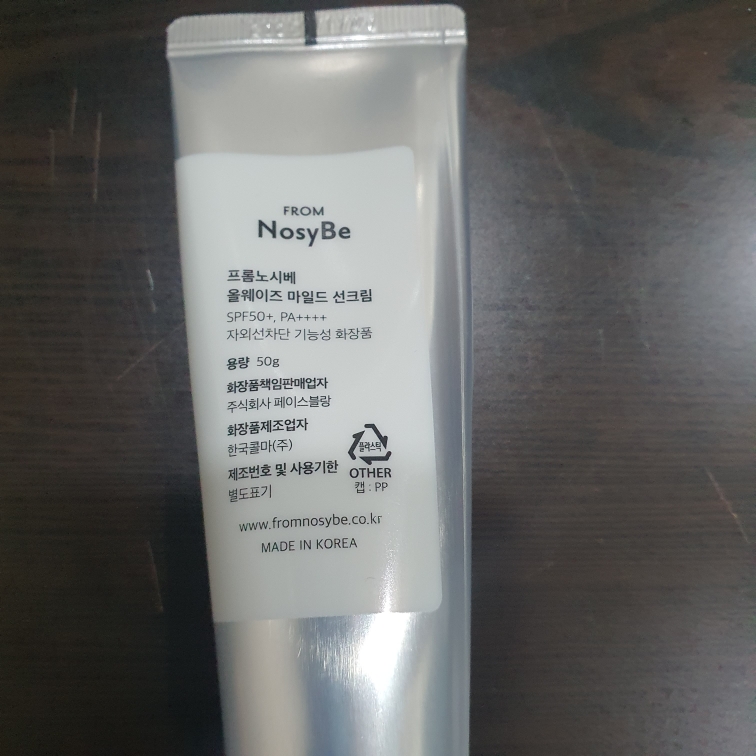 FROM
NosyBe
프롬노시베
올웨이즈 마일드 선크림
SPF50+, PA++++
자외선차단 기능성 화장품
용량 50g
화장품책임판매업자
주식회사 페이스블랑
화장품제조업자
한국콜마(주)
제조번호 및 사용기한
별도표기
플라스틱
OTHER
캡 : PP
www.fromnosybe.co.kr
MADE IN KOREA